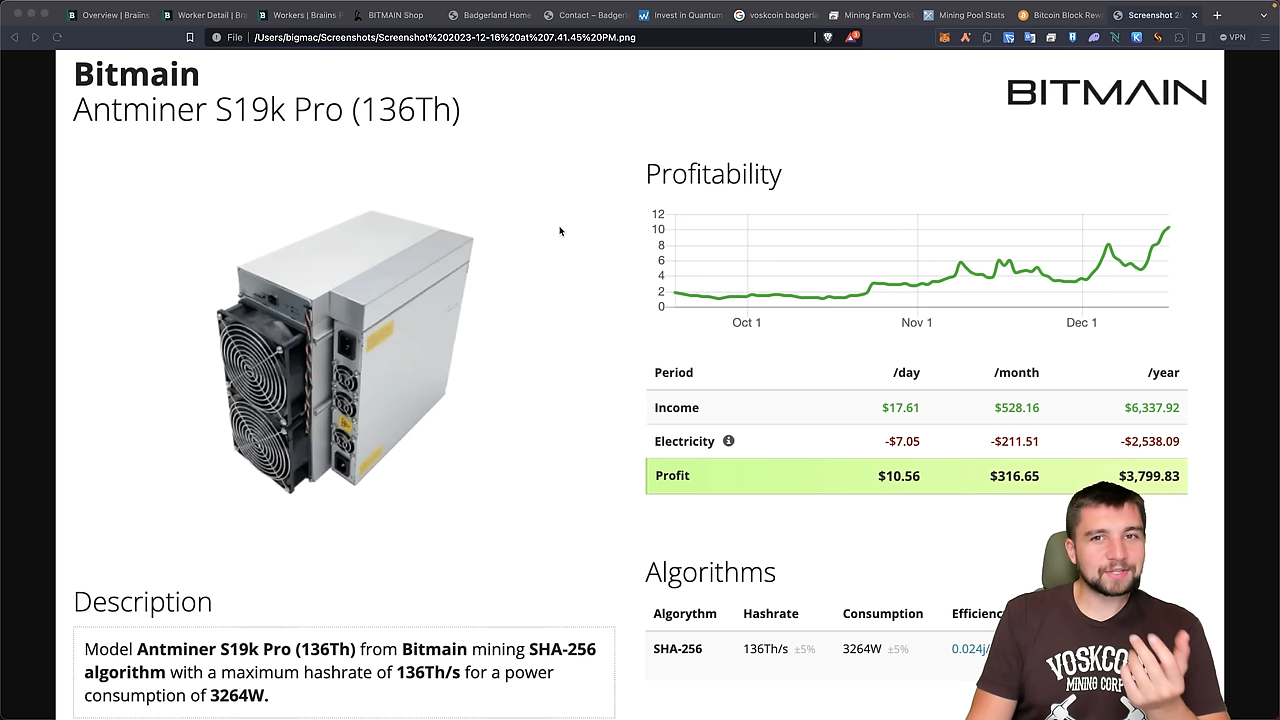 Overview | Braiins
Worker Detail | Bra
Workers | Braiins P
BITMAIN Shop
Badgerland Home
Contact – Badgerl
Invest in Quantum
voskcoin badgerla
Mining Farm Vosk
Mining Pool Stats
Bitcoin Block Rew
Screenshot 20
File /Users/bigmac/Screenshots/Screenshot%202023-12-16%20at%207.41.45%20PM.png
3
VPN
Bitmain
Antminer S19k Pro (136Th)
BITMAIN
Profitability
12
10
8
6
4
2
0
Oct 1 Nov 1 Dec 1
Period /day /month /year
Income $17.61 $528.16 $6,337.92
Electricity -$7.05 -$211.51 -$2,538.09
Profit $10.56 $316.65 $3,799.83
Algorithms
Algorythm Hashrate Consumption Efficienc
SHA-256 136Th/s ±5% 3264W ±5% 0.024j/
Description
Model Antminer S19k Pro (136Th) from Bitmain mining SHA-256
algorithm with a maximum hashrate of 136Th/s for a power
consumption of 3264W.
VOSKCO
MINING CORP